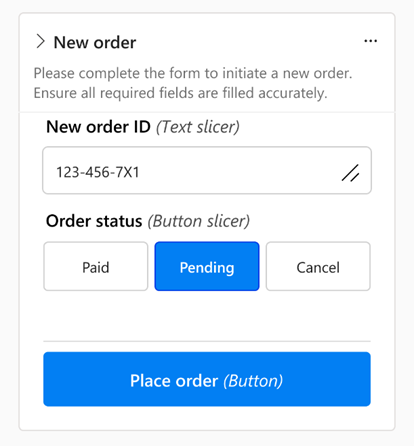 New order
Please complete the form to initiate a new order.
Ensure all required fields are filled accurately.
New order ID (Text slicer)
123-456-7X1
Order status (Button slicer)
Paid Pending Cancel
Place order (Button)